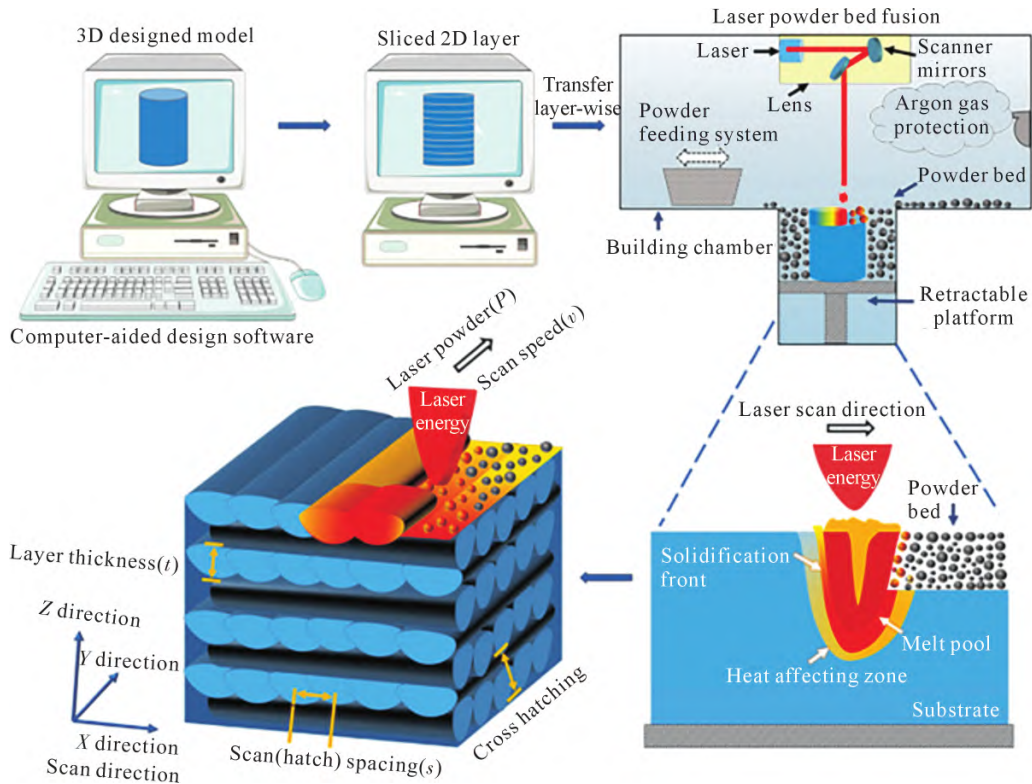 3D designed model
Sliced 2D layer
Transfer
layer-wise
Computer-aided design software
Laser powder bed fusion
Laser
Scanner
mirrors
Lens
Powder
feeding system
Argon gas
protection
Powder bed
Building chamber
Retractable
platform
Laser powder(P)
Scan speed(v)
Laser
energy
Layer thickness(t)
Z direction
Y direction
X direction
Scan direction
Scan(hatch) spacing(s)
Cross hatching
Laser scan direction
Laser
energy
Powder
bed
Solidification
front
Melt pool
Heat affecting zone
Substrate